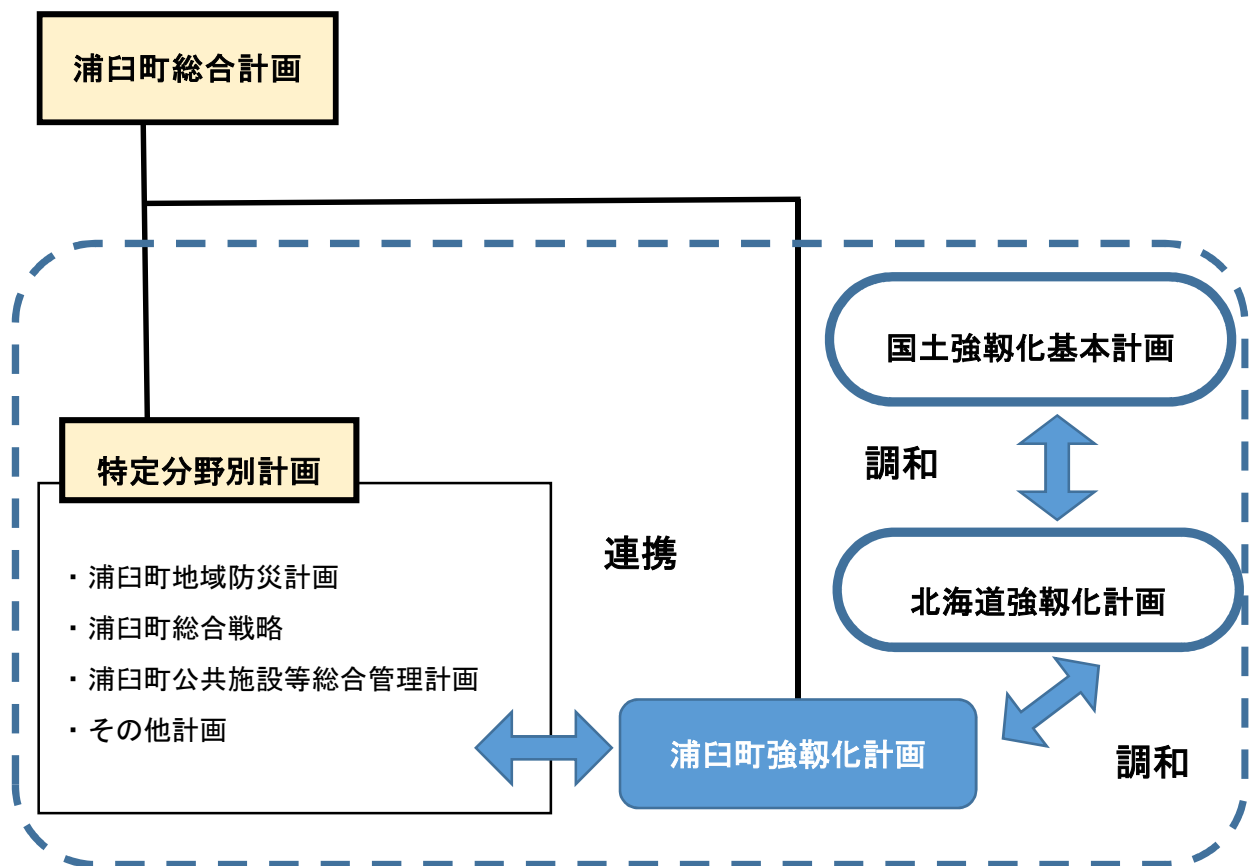 浦臼町総合計画
国土強靱化基本計画
調和
特定分野別計画
連携
・浦臼町地域防災計画
・浦臼町総合戦略
・浦臼町公共施設等総合管理計画
・その他計画
北海道強靱化計画
浦臼町強靱化計画
調和